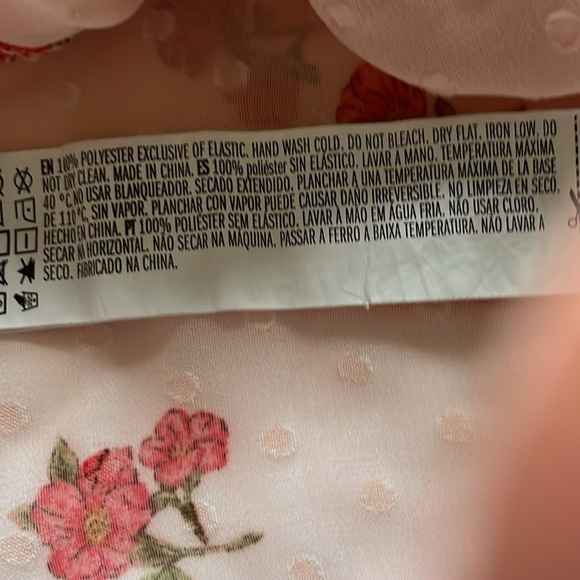 EN 100% POLYESTER EXCLUSIVE OF ELASTIC. HAND WASH COLD. DO NOT BLEACH. DRY FLAT. IRON LOW. DO
NOT DRY CLEAN. MADE IN CHINA. ES 100% poliéster SIN ELÁSTICO. LAVAR A MANO. TEMPERATURA MÁXIMA
40 °C. NO USAR BLANQUEADOR. SECADO EXTENDIDO. PLANCHAR A UNA TEMPERATURA MÁXIMA DE LA BASE
DE 110°C, SIN VAPOR. PLANCHAR CON VAPOR PUEDE CAUSAR DAÑO IRREVERSIBLE. NO LIMPIEZA EN SECO.
HECHO EN CHINA. PT 100% POLIÉSTER SEM ELÁSTICO. LAVAR À MÃO EM ÁGUA FRIA. NÃO USAR CLORO.
SECAR NA HORIZONTAL. NÃO SECAR NA MÁQUINA. PASSAR A FERRO A BAIXA TEMPERATURA. NÃO LAVAR A
SECO. FABRICADO NA CHINA.